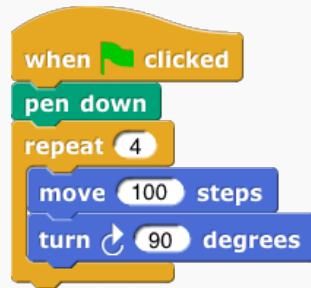 when clicked
pen down
repeat 4
move 100 steps
turn 90 degrees